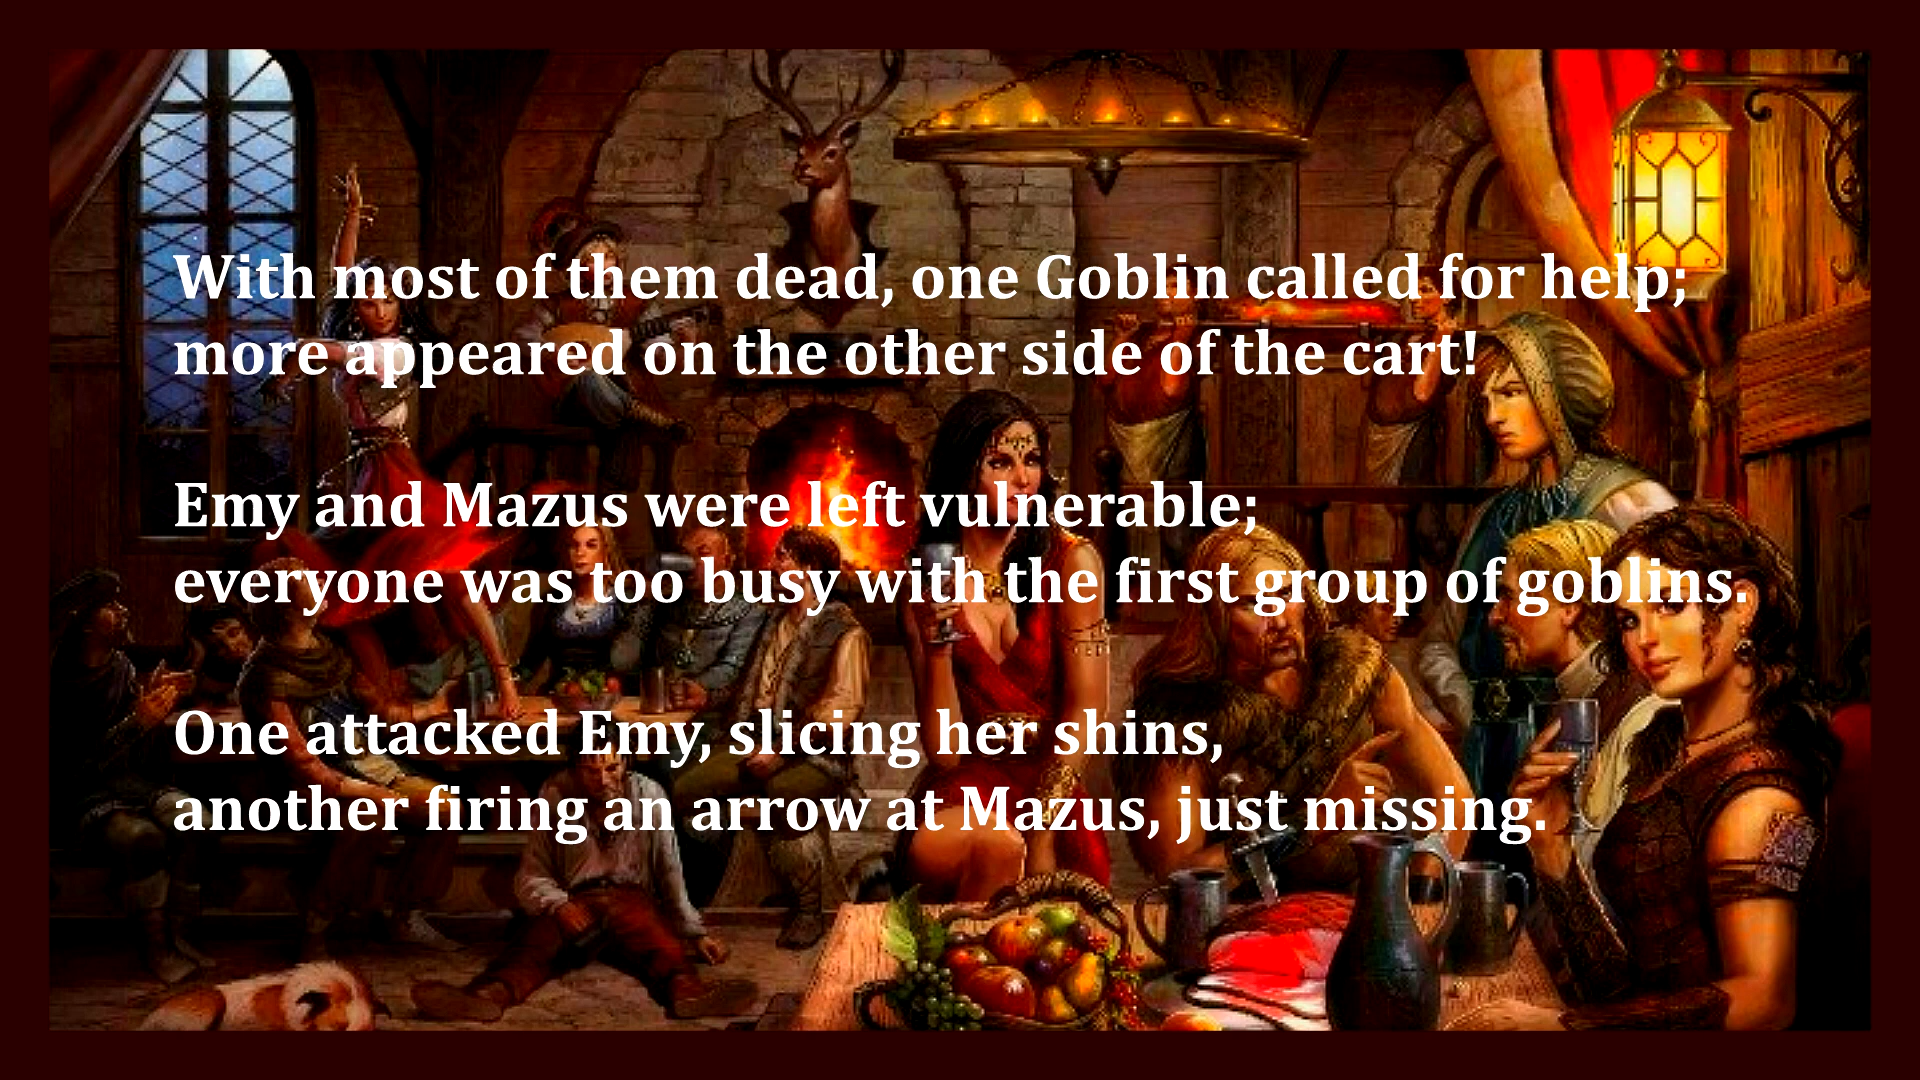 With most of them dead, one Goblin called for help;
more appeared on the other side of the cart!
Emy and Mazus were left vulnerable;
everyone was too busy with the first group of goblins.
One attacked Emy, slicing her shins,
another firing an arrow at Mazus, just missing.